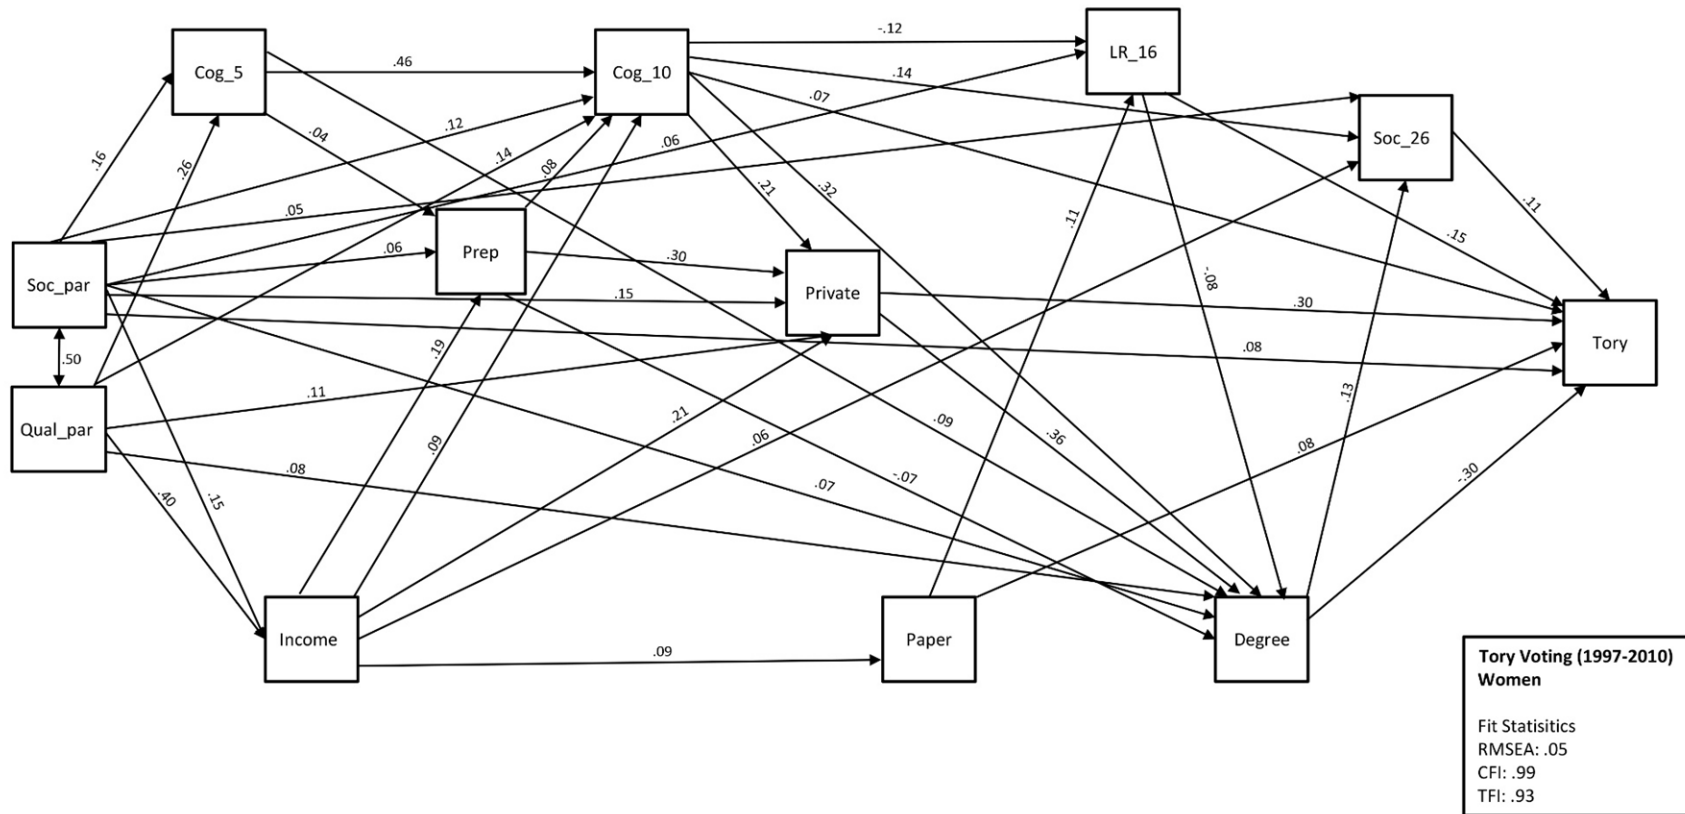 LR_16
-.12
Cog_5
.46
Cog_10
.14
.07
Soc_26
.12
.04
.06
.16
.26
.14
.08
.21
.32
.11
.05
.11
Soc_par
.06
Prep
.30
.15
Private
-.08
.15
.30
Tory
.50
.19
.08
Qual_par
.11
.21
.09
.06
.09
.36
.13
.08
.08
.40
.15
.07
-.07
-.30
Income
.09
Paper
Degree
Tory Voting (1997-2010)
Women
Fit Statisitics
RMSEA: .05
CFI: .99
TFI: .93